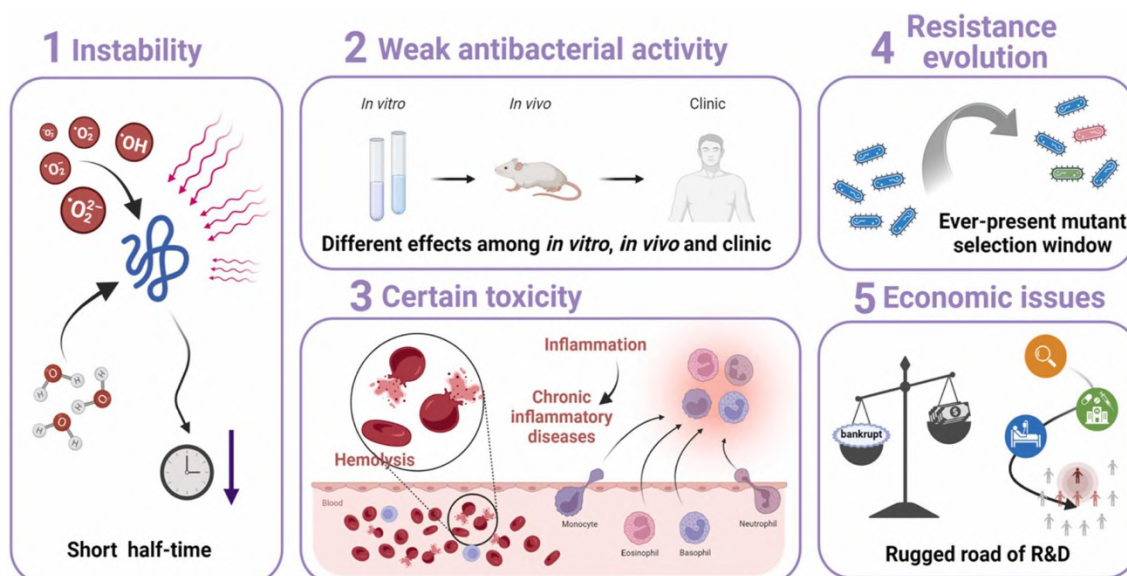 1 Instability
·O₂⁻
·O₂⁻
·OH
·O₂⁻
·O₂²⁻
O
H
H
O
H
H
O
H
H
Short half-time
2 Weak antibacterial activity
In vitro
In vivo
Clinic
Different effects among in vitro, in vivo and clinic
3 Certain toxicity
Inflammation
Chronic
inflammatory
diseases
Hemolysis
Blood
Monocyte
Eosinophil
Basophil
Neutrophil
4 Resistance
evolution
Ever-present mutant
selection window
5 Economic issues
bankrupt
$
Rugged road of R&D